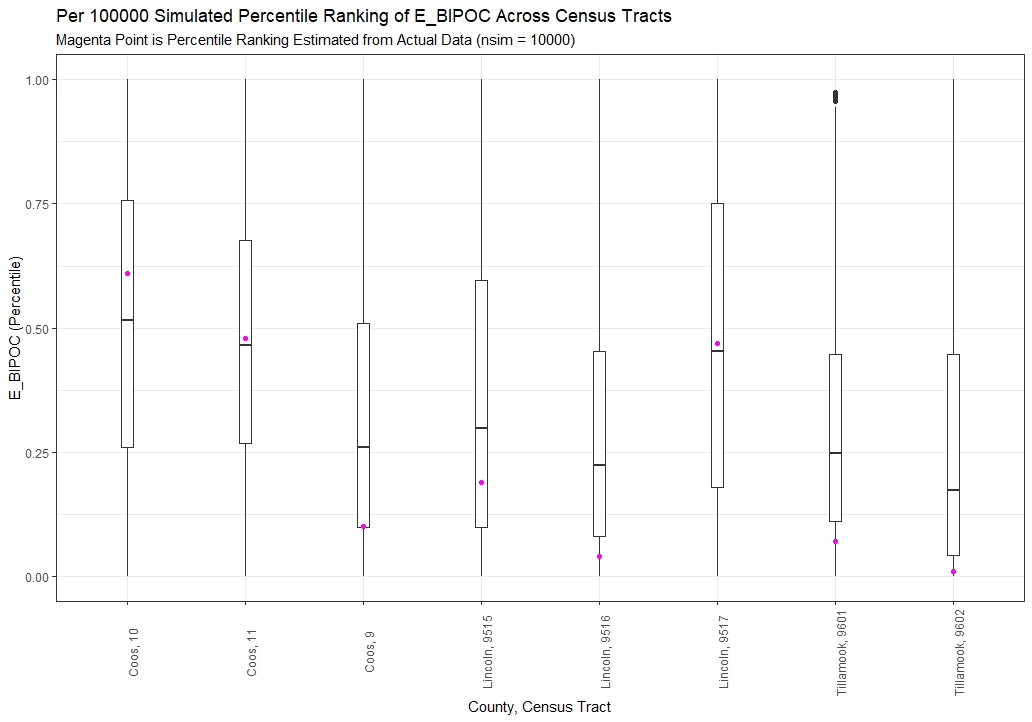 Per 100000 Simulated Percentile Ranking of E_BIPOC Across Census Tracts
Magenta Point is Percentile Ranking Estimated from Actual Data (nsim = 10000)
E_BIPOC (Percentile)
1.00
0.75
0.50
0.25
0.00
Coos, 10
Coos, 11
Coos, 9
Lincoln, 9515
Lincoln, 9516
Lincoln, 9517
Tillamook, 9601
Tillamook, 9602
County, Census Tract